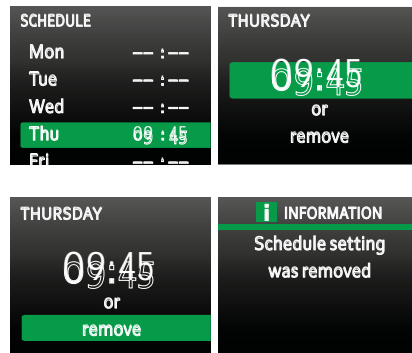 SCHEDULE
Mon -- : --
Tue -- : --
Wed -- : --
Thu 09 : 45
Fri -- : --
THURSDAY
09:45
or
remove
THURSDAY
09:45
or
remove
i INFORMATION
Schedule setting
was removed